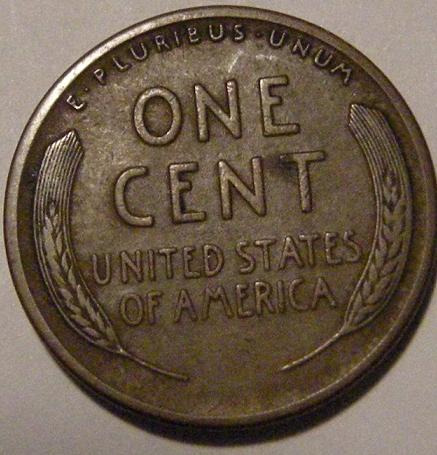 E · PLURIBUS · UNUM
ONE
CENT
UNITED STATES
OF AMERICA